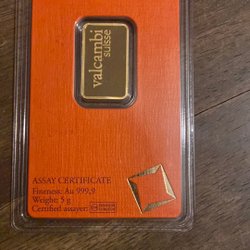 valcambi
suisse
ASSAY CERTIFICATE
Fineness: Au 999,9
Weight: 5 g
Certified assayer: